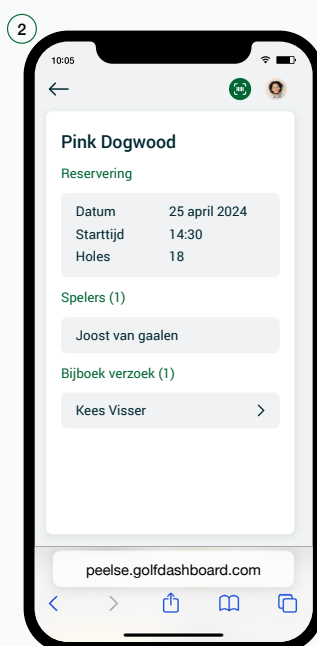 2
10:05
Pink Dogwood
Reservering
Datum 25 april 2024
Starttijd 14:30
Holes 18
Spelers (1)
Joost van gaalen
Bijboek verzoek (1)
Kees Visser
peelse.golfdashboard.com